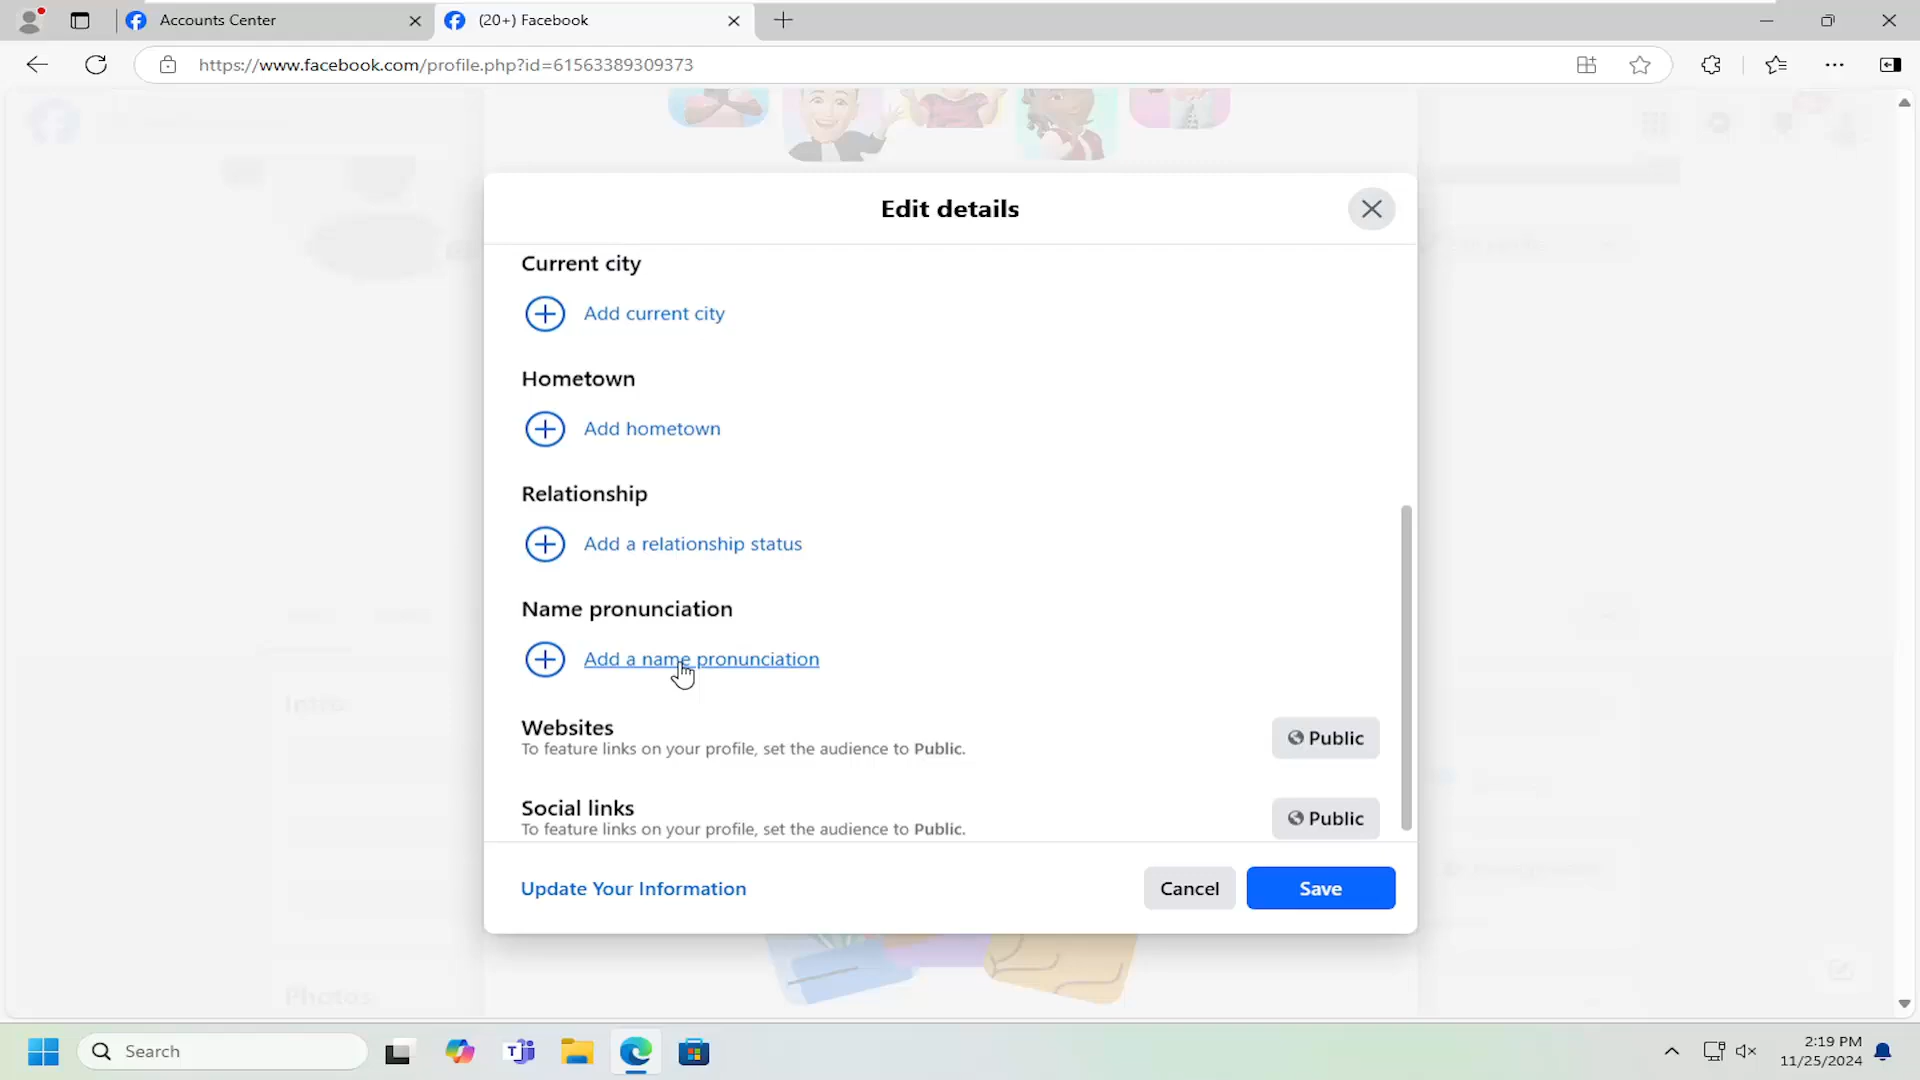 Accounts Center
(20+) Facebook
https://www.facebook.com/profile.php?id=61563389309373
Edit details
Current city
Add current city
Hometown
Add hometown
Relationship
Add a relationship status
Name pronunciation
Add a name pronunciation
Intro
Websites
To feature links on your profile, set the audience to Public.
Public
Social links
To feature links on your profile, set the audience to Public.
Public
Update Your Information
Cancel
Save
Photos
Search
2:19 PM
11/25/2024